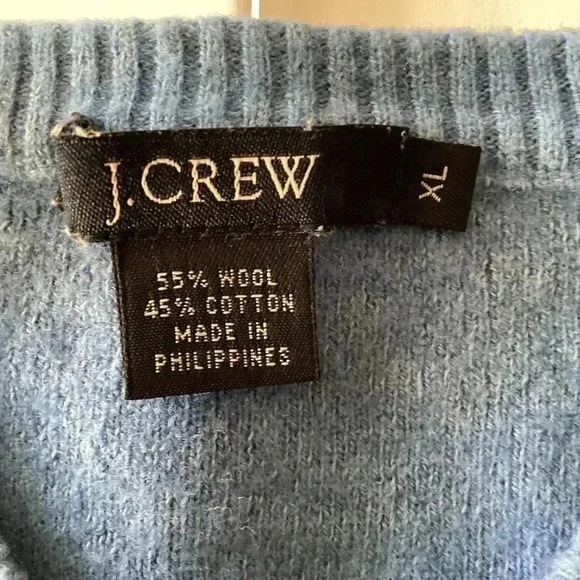 J.CREW
XL
55% WOOL
45% COTTON
MADE IN
PHILIPPINES